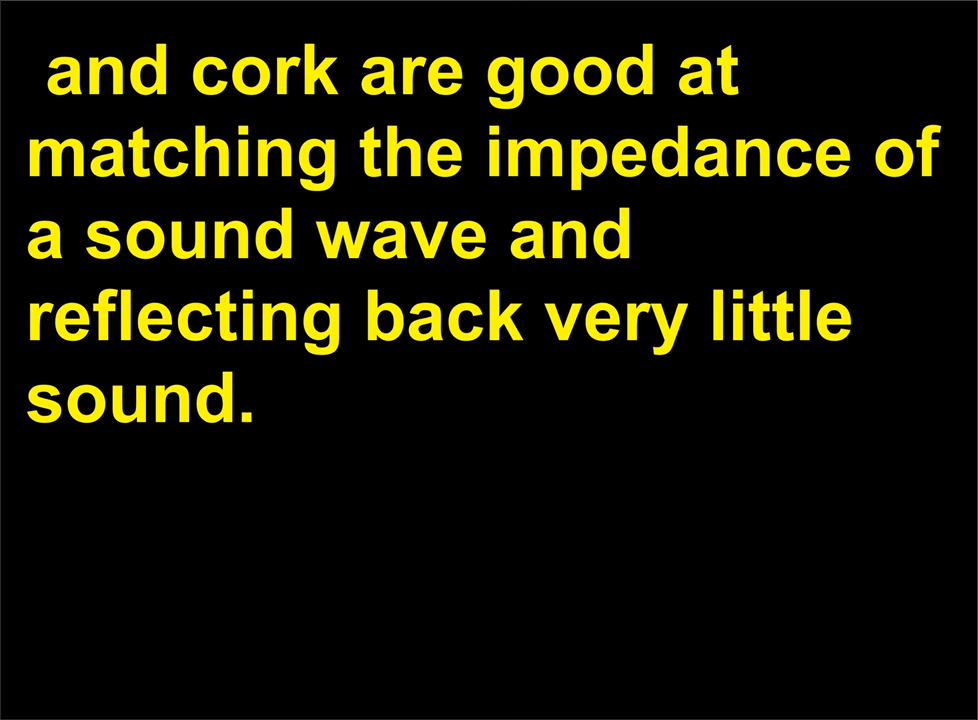 and cork are good at
matching the impedance of
a sound wave and
reflecting back very little
sound.